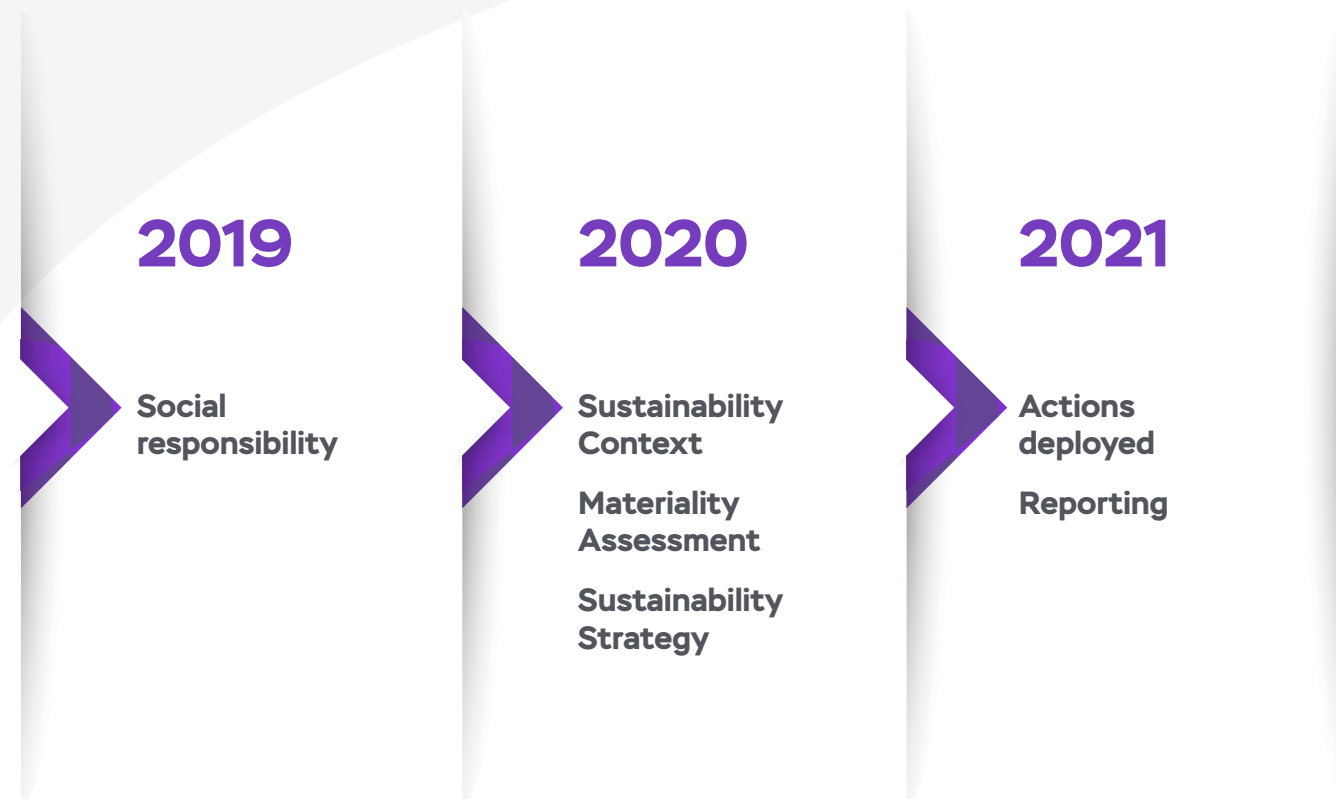 2019
Social
responsibility
2020
Sustainability
Context
Materiality
Assessment
Sustainability
Strategy
2021
Actions
deployed
Reporting